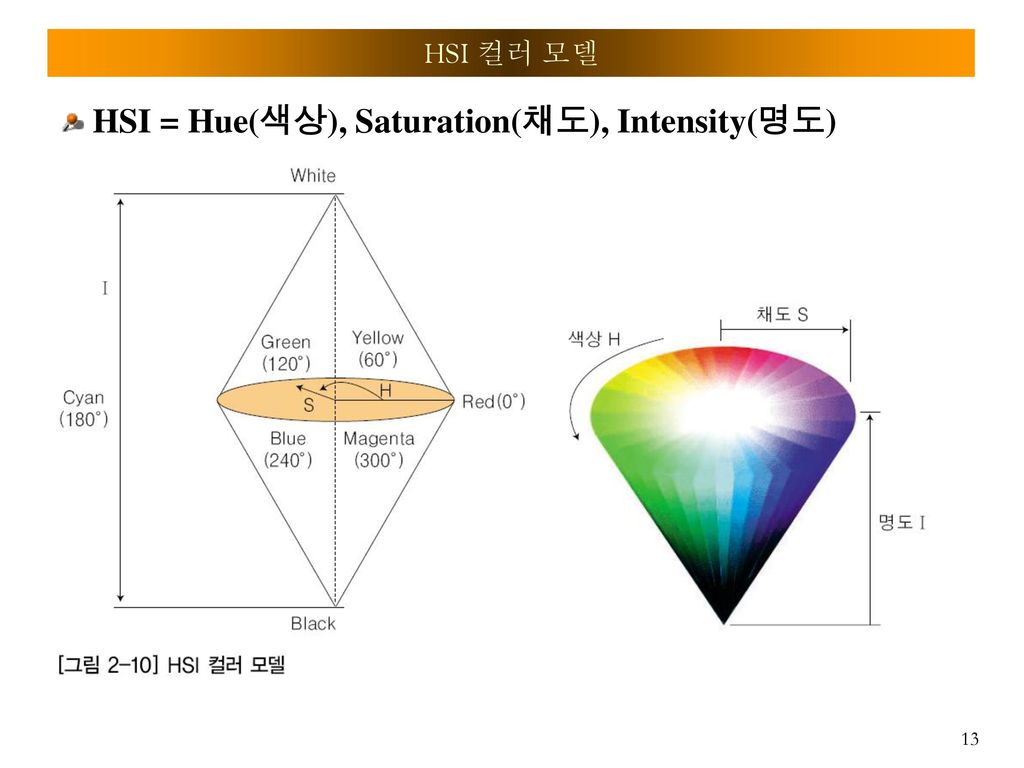 HSI 컬러 모델
HSI = Hue(색상), Saturation(채도), Intensity(명도)
White
I
Green
(120°)
Yellow
(60°)
Cyan
(180°)
S
H
Red(0°)
Blue
(240°)
Magenta
(300°)
Black
채도 S
색상 H
명도 I
[그림 2-10] HSI 컬러 모델
13